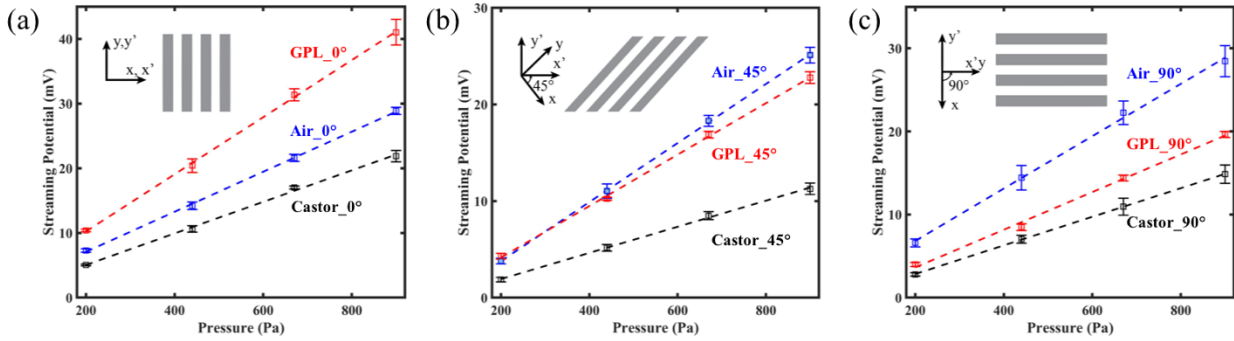 (a)
Streaming Potential (mV)
40
30
20
10
0
y,y'
x, x'
GPL_0°
Air_0°
Castor_0°
200
400
600
800
Pressure (Pa)
(b)
Streaming Potential (mV)
30
20
10
0
y'
y
x'
45°
x
Air_45°
GPL_45°
Castor_45°
200
400
600
800
Pressure (Pa)
(c)
Streaming Potential (mV)
30
20
10
0
y'
x'y
90°
x
Air_90°
GPL_90°
Castor_90°
200
400
600
800
Pressure (Pa)